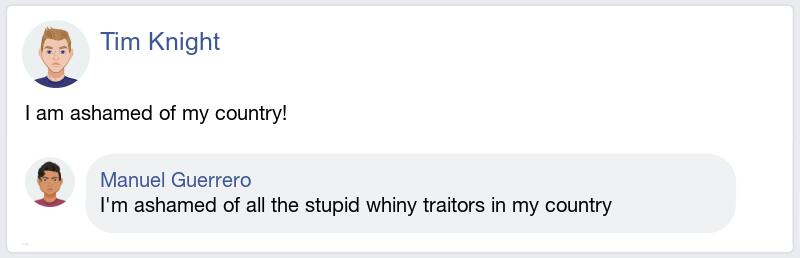 Tim Knight
I am ashamed of my country!
Manuel Guerrero
I'm ashamed of all the stupid whiny traitors in my country